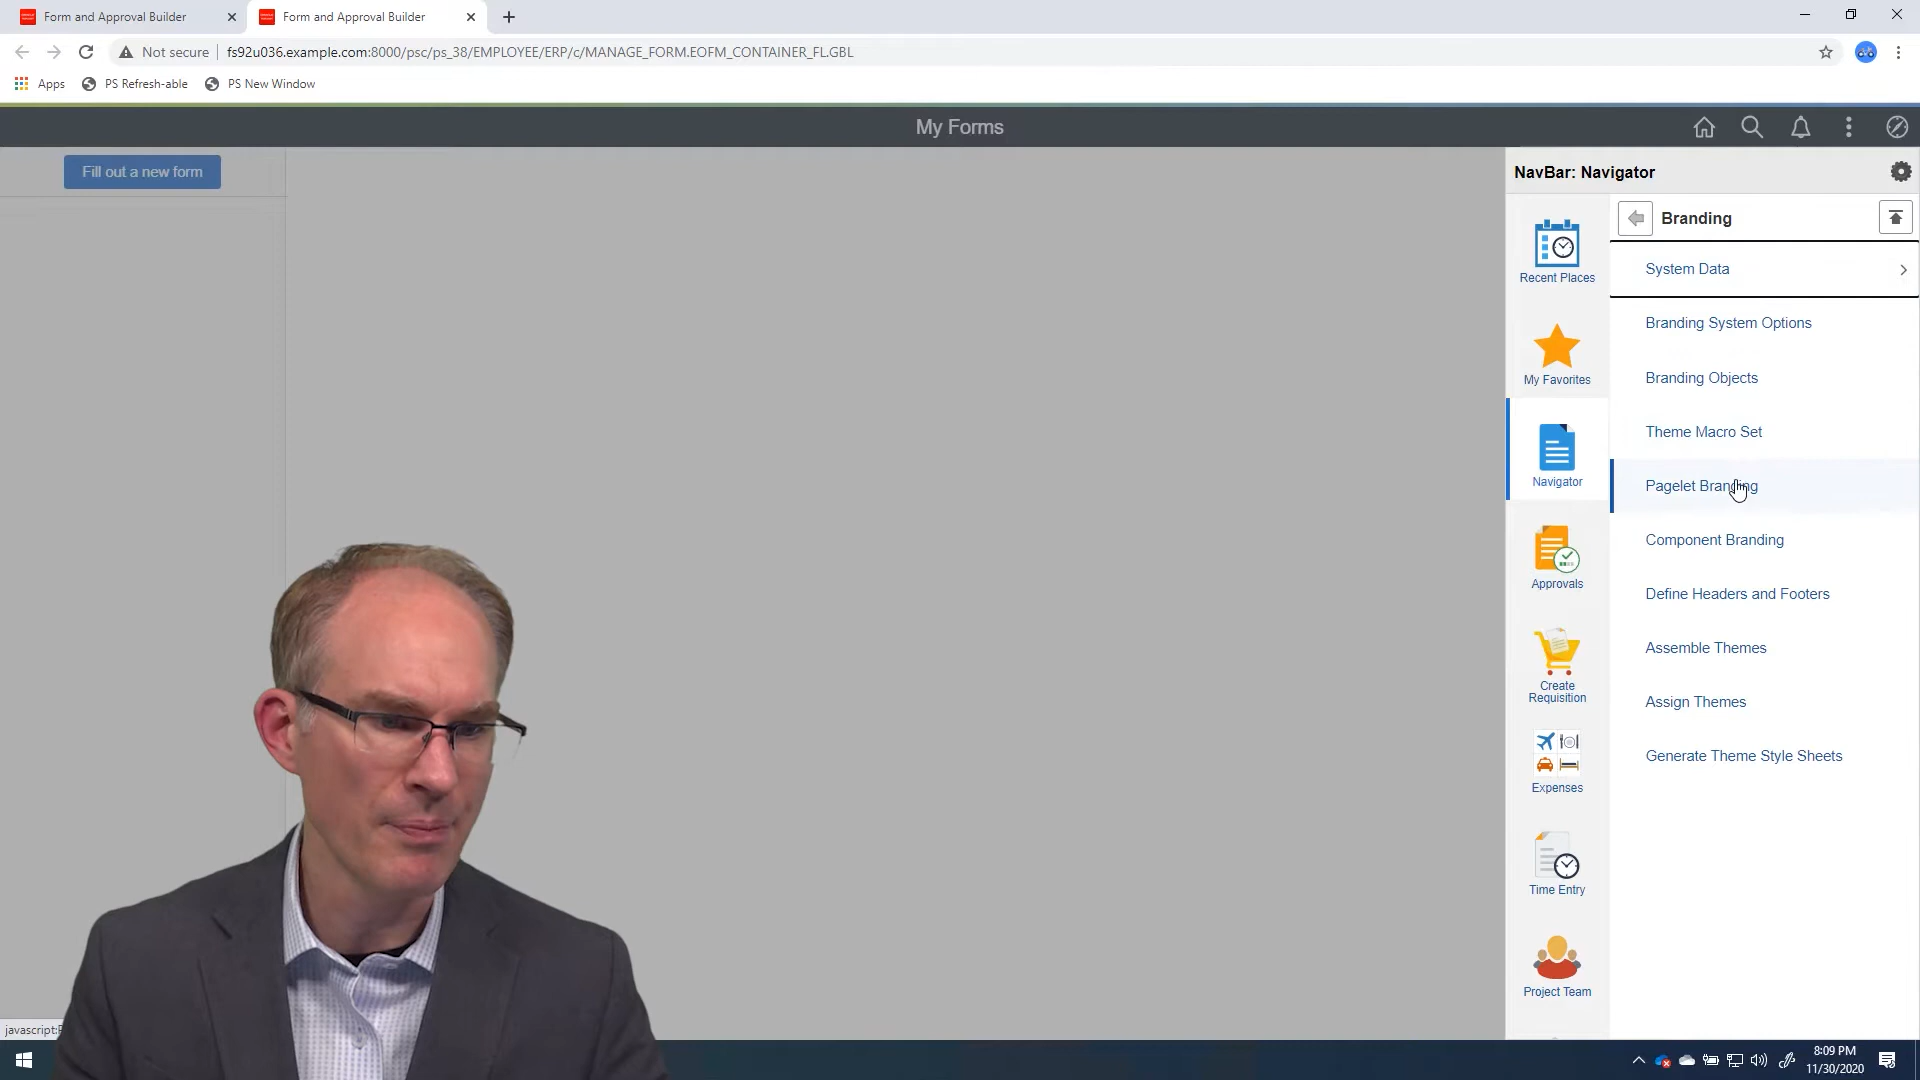 Form and Approval Builder
Form and Approval Builder
Not secure
fs92u036.example.com:8000/psc/ps_38/EMPLOYEE/ERP/c/MANAGE_FORM.EOFM_CONTAINER_FL.GBL
Apps
PS Refresh-able
PS New Window
My Forms
Fill out a new form
NavBar: Navigator
Recent Places
My Favorites
Navigator
Approvals
Create
Requisition
Expenses
Time Entry
Project Team
Branding
System Data
Branding System Options
Branding Objects
Theme Macro Set
Pagelet Branding
Component Branding
Define Headers and Footers
Assemble Themes
Assign Themes
Generate Theme Style Sheets
javascript:
8:09 PM
11/30/2020